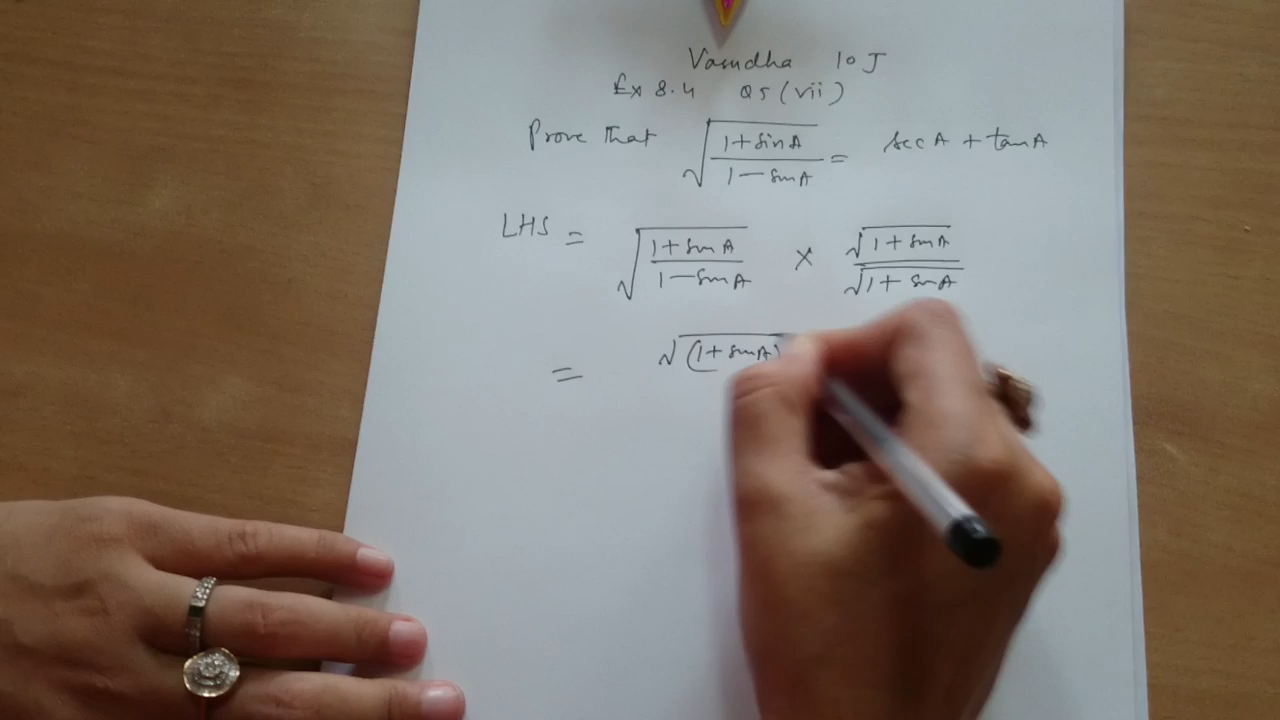 Vasudha 10 J
Ex 8.4 Q5 (vii)
Prove that √((1+sinA)/(1-sinA)) = secA + tanA
LHS = √((1+sinA)/(1-sinA)) × √(1+sinA)/√(1+sinA)
= √(1+sinA)